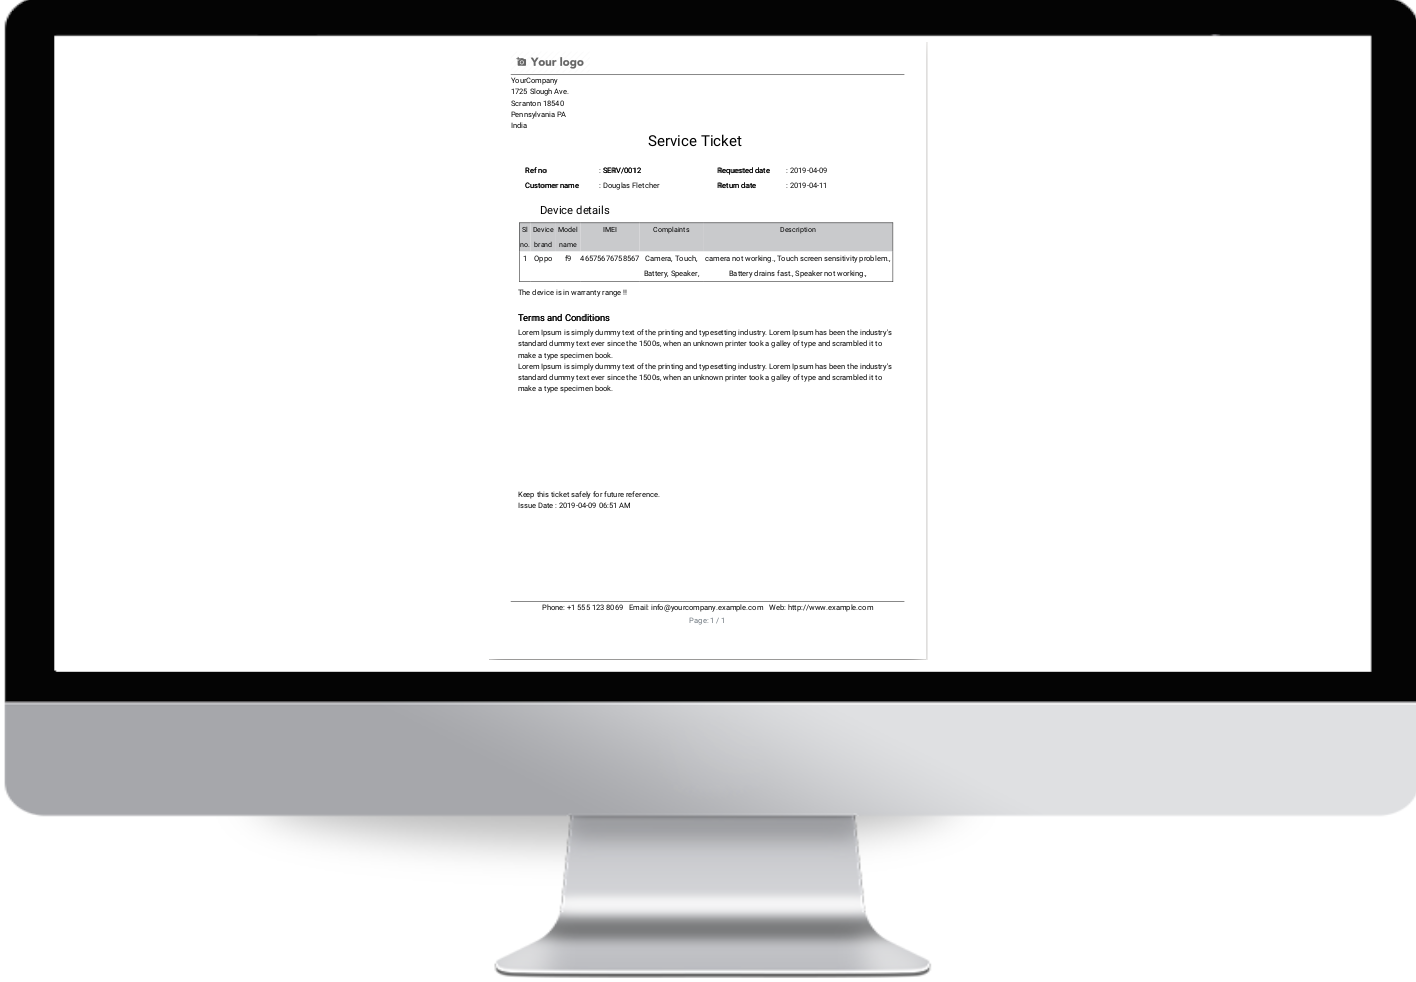 Your logo
YourCompany
1725 Slough Ave.
Scranton 18540
Pennsylvania PA
India
Service Ticket
Ref no : SERV/0012 Requested date : 2019-04-09
Customer name : Douglas Fletcher Return date : 2019-04-11
Device details
Sl Device Model IMEI Complaints Description
no. brand name
1 Oppo f9 46575676758567 Camera, Touch, camera not working., Touch screen sensitivity problem.,
Battery, Speaker, Battery drains fast., Speaker not working.,
The device is in warranty range !!
Terms and Conditions
Lorem Ipsum is simply dummy text of the printing and typesetting industry. Lorem Ipsum has been the industry's
standard dummy text ever since the 1500s, when an unknown printer took a galley of type and scrambled it to
make a type specimen book.
Lorem Ipsum is simply dummy text of the printing and typesetting industry. Lorem Ipsum has been the industry's
standard dummy text ever since the 1500s, when an unknown printer took a galley of type and scrambled it to
make a type specimen book.
Keep this ticket safely for future reference.
Issue Date : 2019-04-09 06:51 AM
Phone: +1 555 123 8069 Email: info@yourcompany.example.com Web: http://www.example.com
Page: 1 / 1